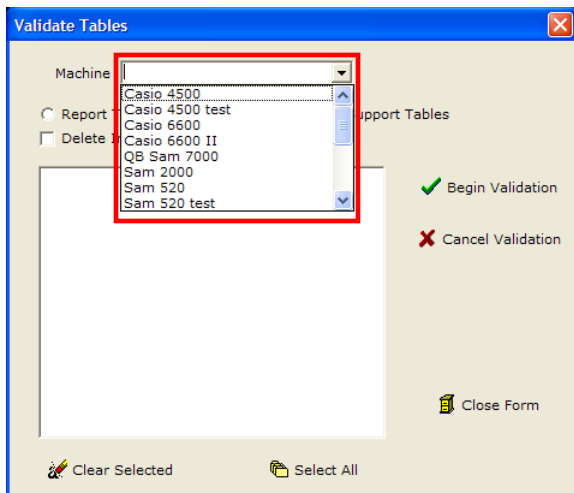 Validate Tables
Machine
Casio 4500
Casio 4500 test
Casio 6600
Casio 6600 II
QB Sam 7000
Sam 2000
Sam 520
Sam 520 test
Report
Tables
Delete
Begin Validation
Cancel Validation
Close Form
Clear Selected
Select All